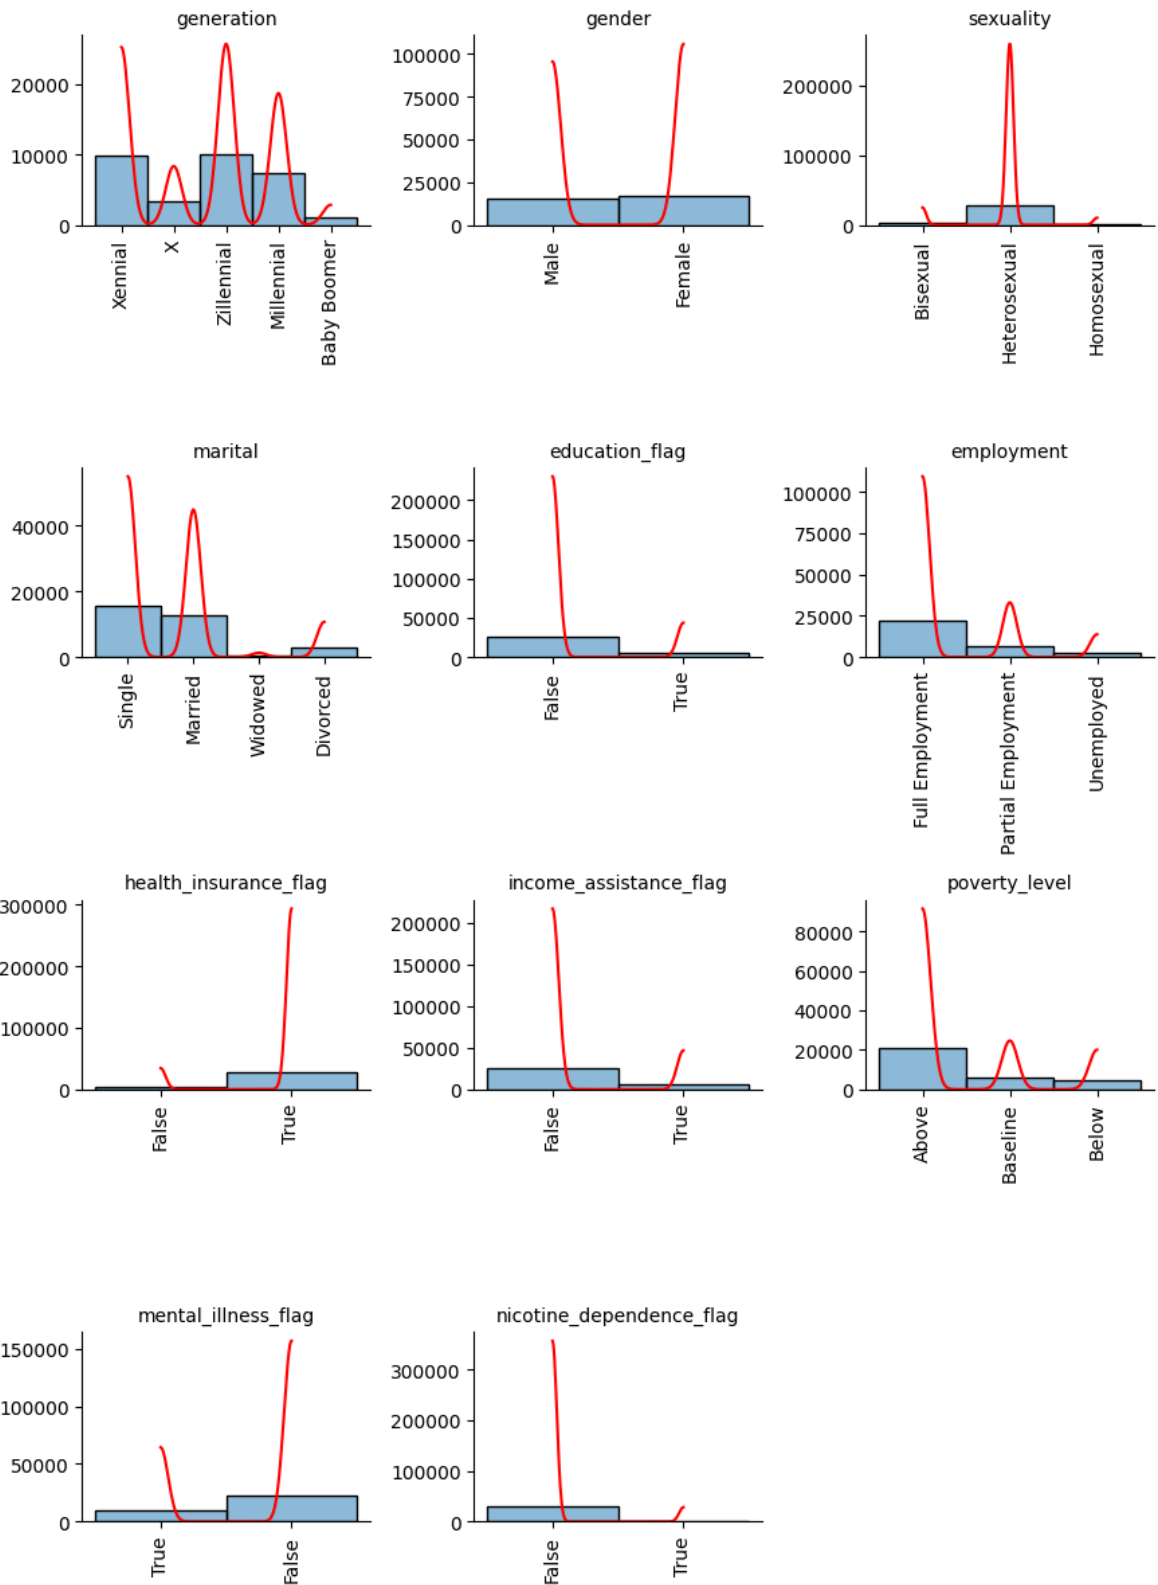 generation
20000
10000
0
Xennial
X
Zillennial
Millennial
Baby Boomer
gender
100000
75000
50000
25000
0
Male
Female
sexuality
200000
100000
0
Bisexual
Heterosexual
Homosexual
marital
40000
20000
0
Single
Married
Widowed
Divorced
education_flag
200000
150000
100000
50000
0
False
True
employment
100000
75000
50000
25000
0
Full Employment
Partial Employment
Unemployed
health_insurance_flag
300000
200000
100000
0
False
True
income_assistance_flag
200000
150000
100000
50000
0
False
True
poverty_level
80000
60000
40000
20000
0
Above
Baseline
Below
mental_illness_flag
150000
100000
50000
0
True
False
nicotine_dependence_flag
300000
200000
100000
0
False
True